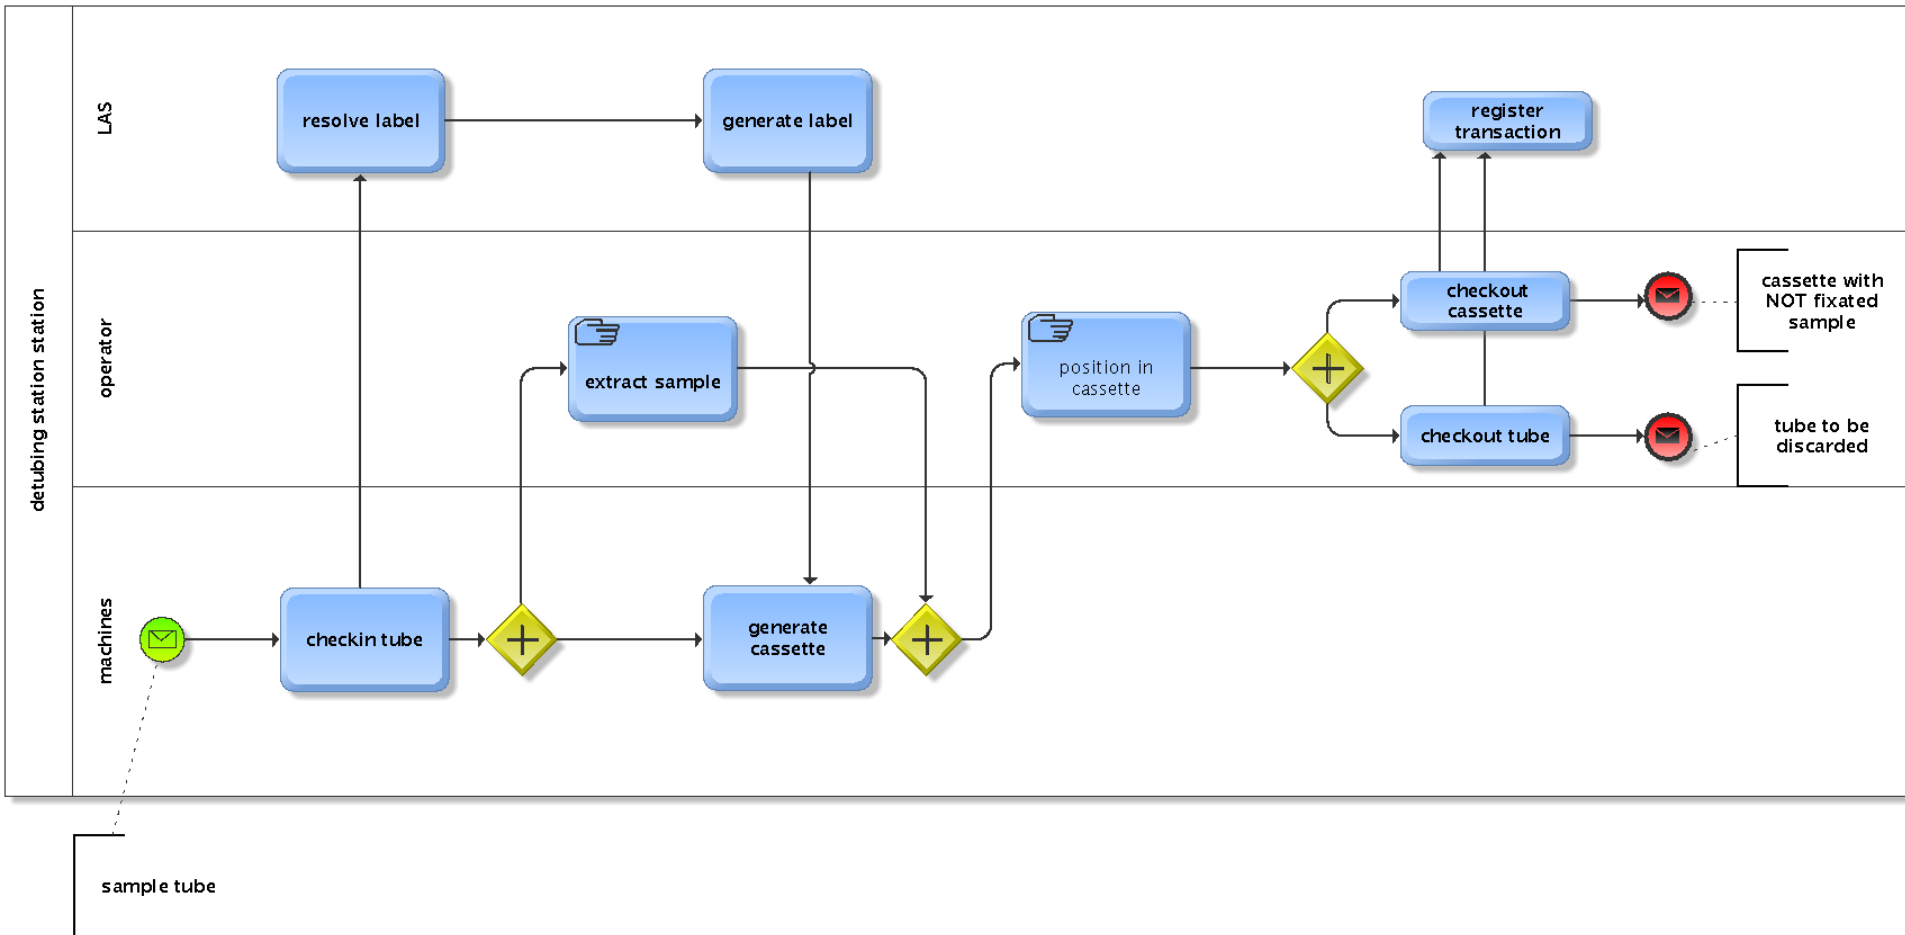 detubing station station
LAS
resolve label
generate label
register
transaction
operator
extract sample
position in
cassette
checkout
cassette
cassette with
NOT fixated
sample
checkout tube
tube to be
discarded
machines
checkin tube
generate
cassette
sample tube